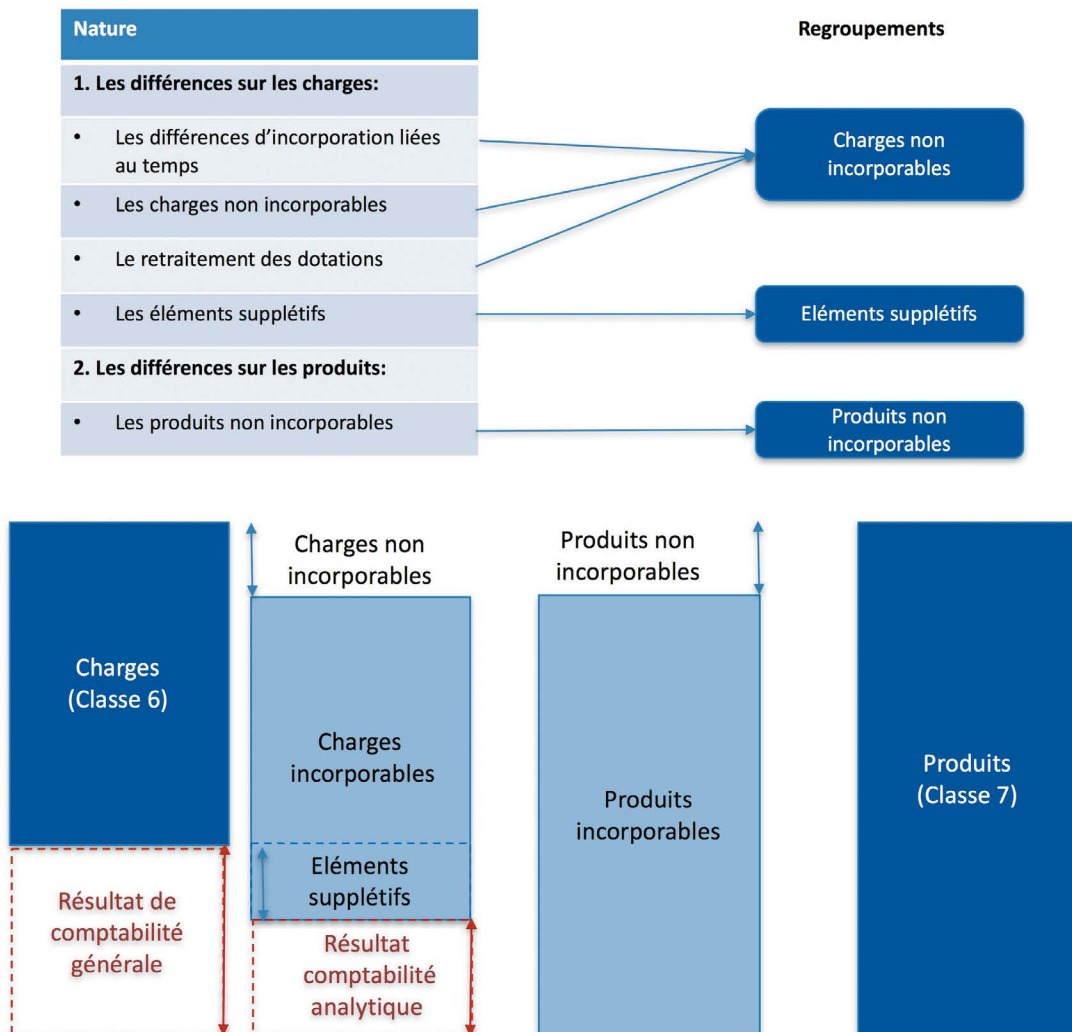 Nature
Regroupements
1. Les différences sur les charges:
• Les différences d’incorporation liées
au temps
• Les charges non incorporables
• Le retraitement des dotations
• Les éléments supplétifs
2. Les différences sur les produits:
• Les produits non incorporables
Charges non
incorporables
Eléments supplétifs
Produits non
incorporables
Charges
(Classe 6)
Résultat de
comptabilité
générale
Charges non
incorporables
Charges
incorporables
Eléments
supplétifs
Résultat
comptabilité
analytique
Produits non
incorporables
Produits
incorporables
Produits
(Classe 7)